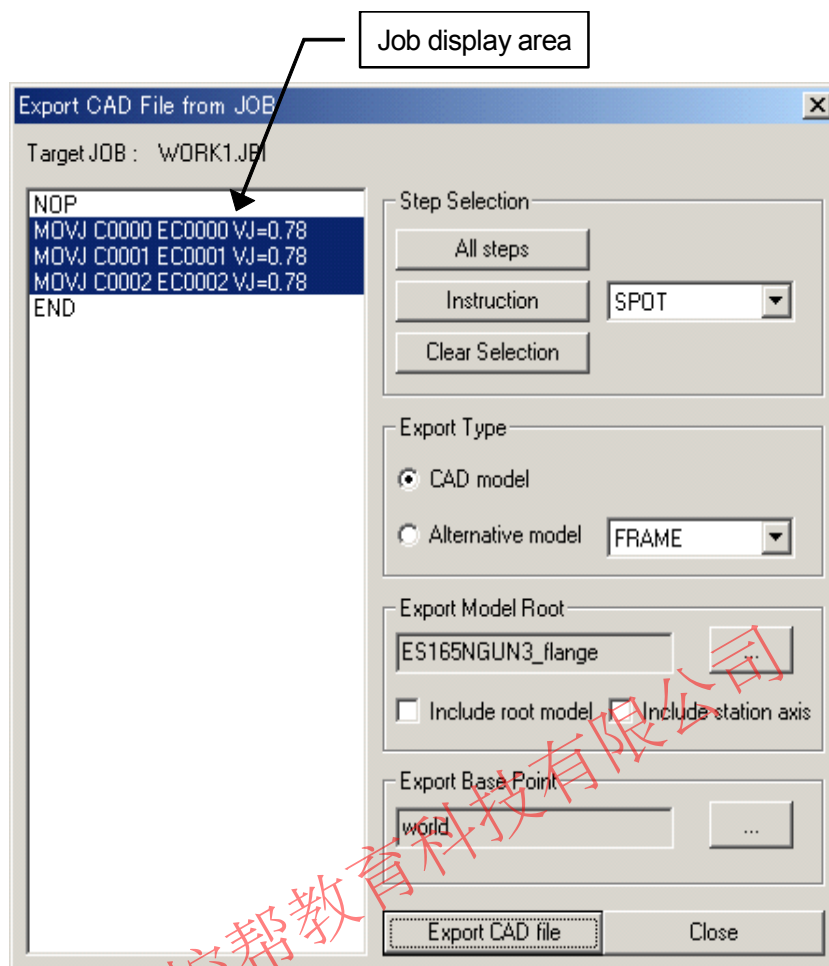 Job display area
Export CAD File from JOB
Target JOB : WORK1.JBI
NOP
MOVJ C0000 EC0000 VJ=0.78
MOVJ C0001 EC0001 VJ=0.78
MOVJ C0002 EC0002 VJ=0.78
END
Step Selection
All steps
Instruction
SPOT
Clear Selection
Export Type
CAD model
Alternative model
FRAME
Export Model Root
ES165NGUN3_flange
...
Include root model
Include station axis
Export Base Point
world
...
Export CAD file
Close
帮教育科技有限公司